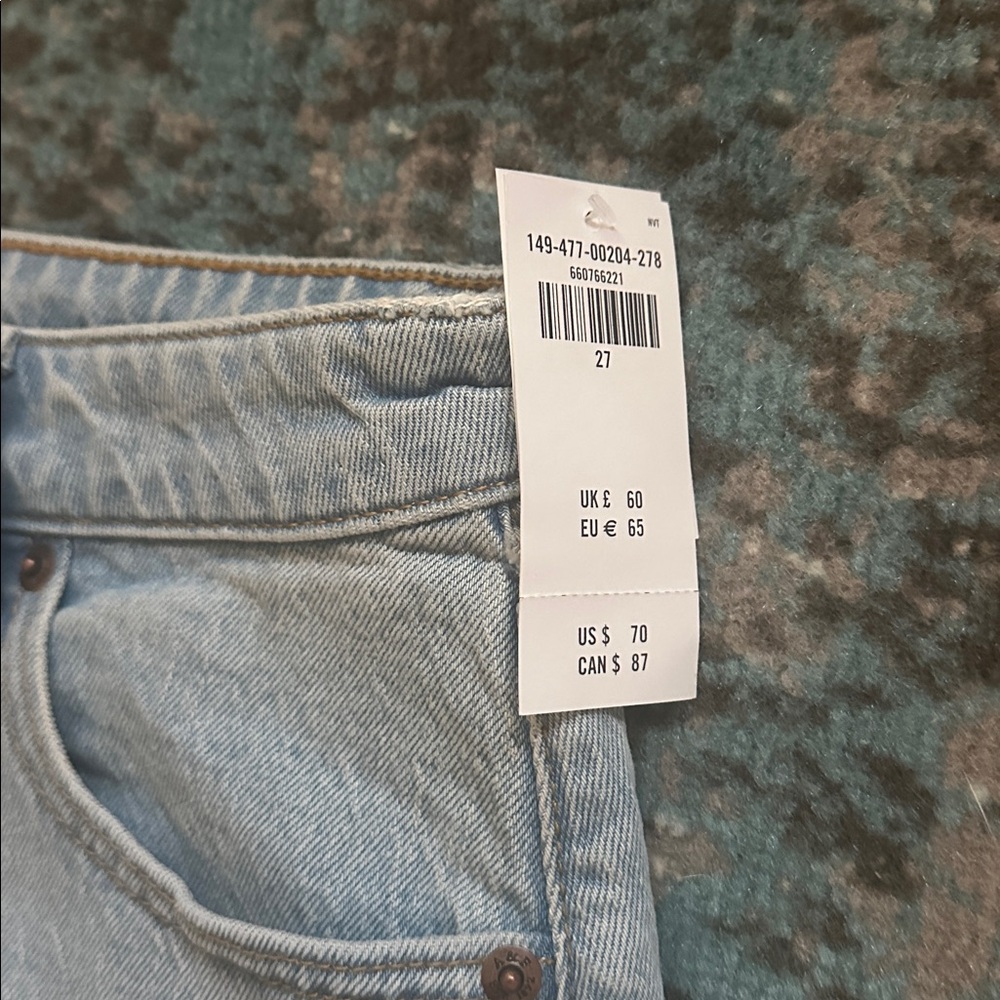 NVT
149-477-00204-278
660766221
27
UK £ 60
EU € 65
US $ 70
CAN $ 87
A & F